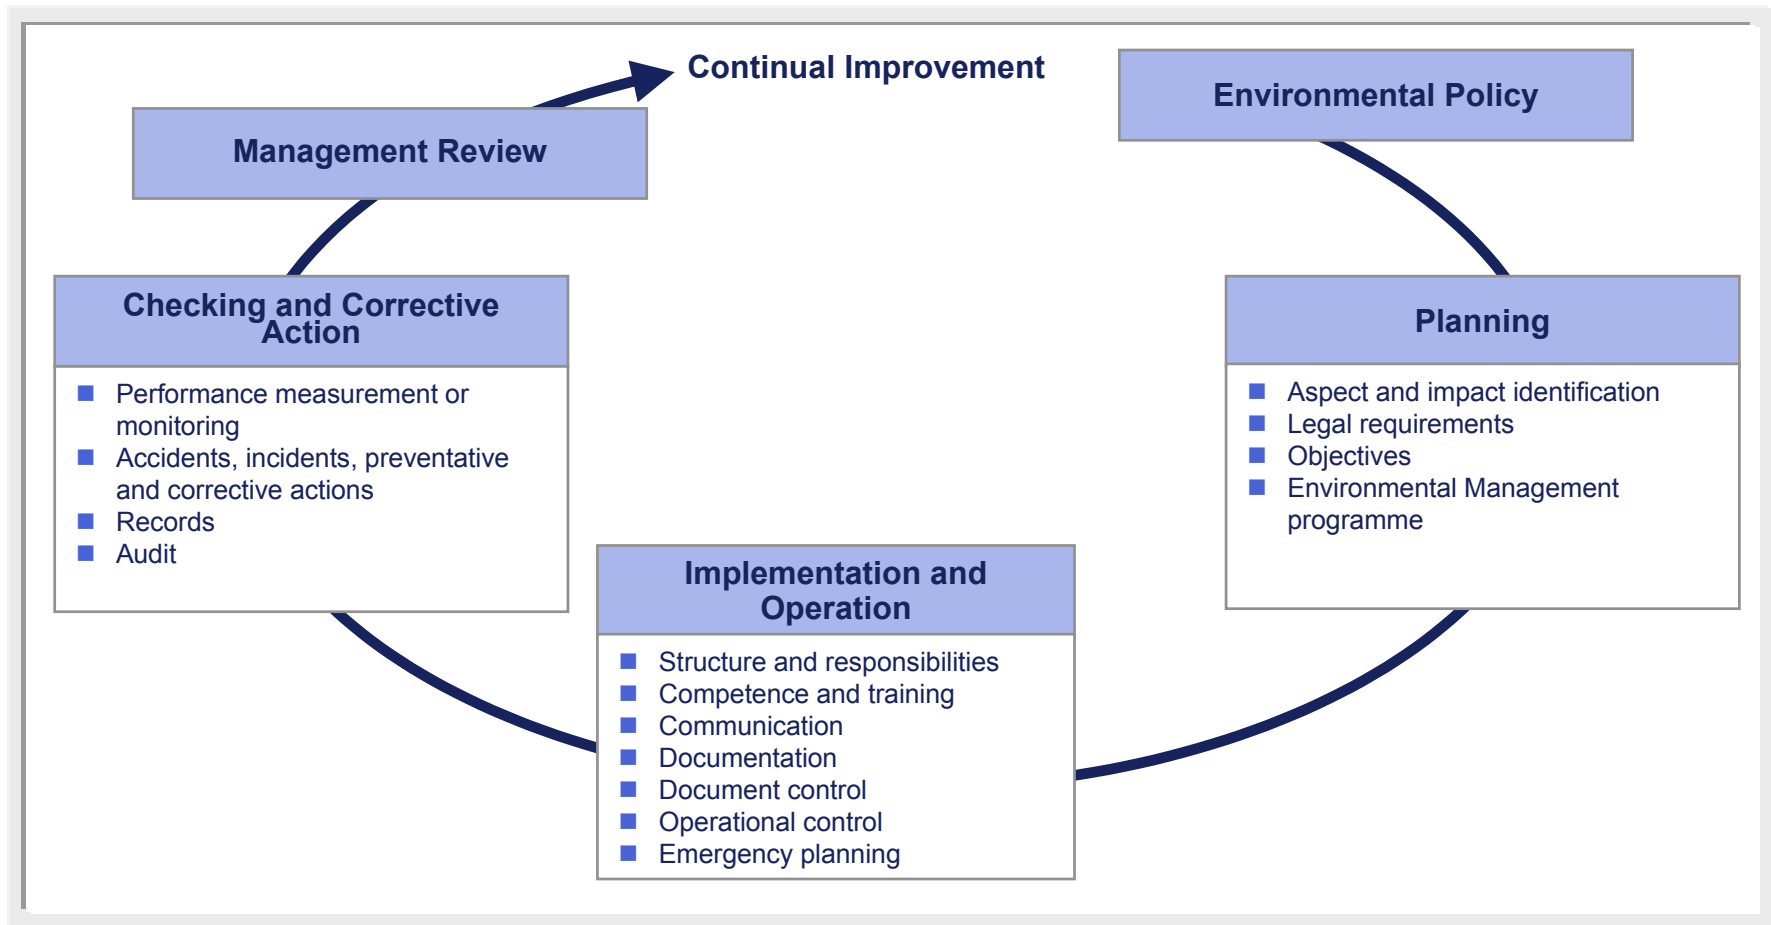 Continual Improvement
Environmental Policy
Management Review
Checking and Corrective
Action
Performance measurement or
monitoring
Accidents, incidents, preventative
and corrective actions
Records
Audit
Planning
Aspect and impact identification
Legal requirements
Objectives
Environmental Management
programme
Implementation and
Operation
Structure and responsibilities
Competence and training
Communication
Documentation
Document control
Operational control
Emergency planning